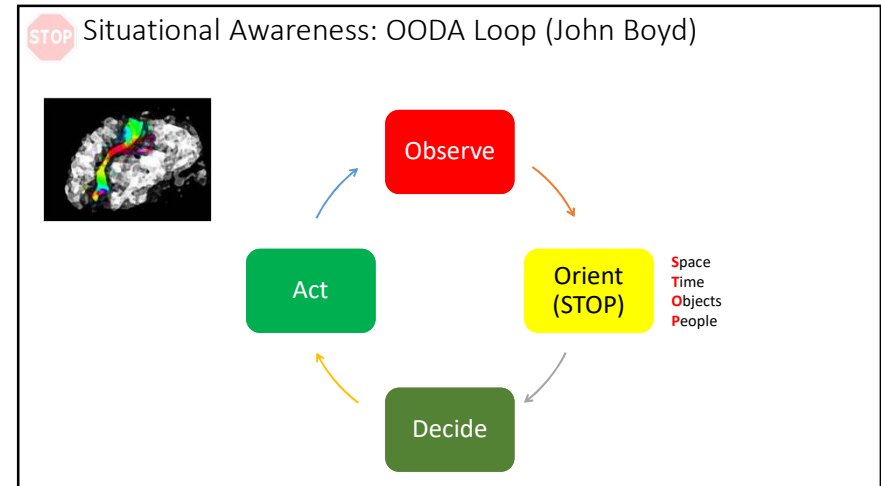 STOP
Situational Awareness: OODA Loop (John Boyd)
Observe
Orient
(STOP)
Space
Time
Objects
People
Decide
Act